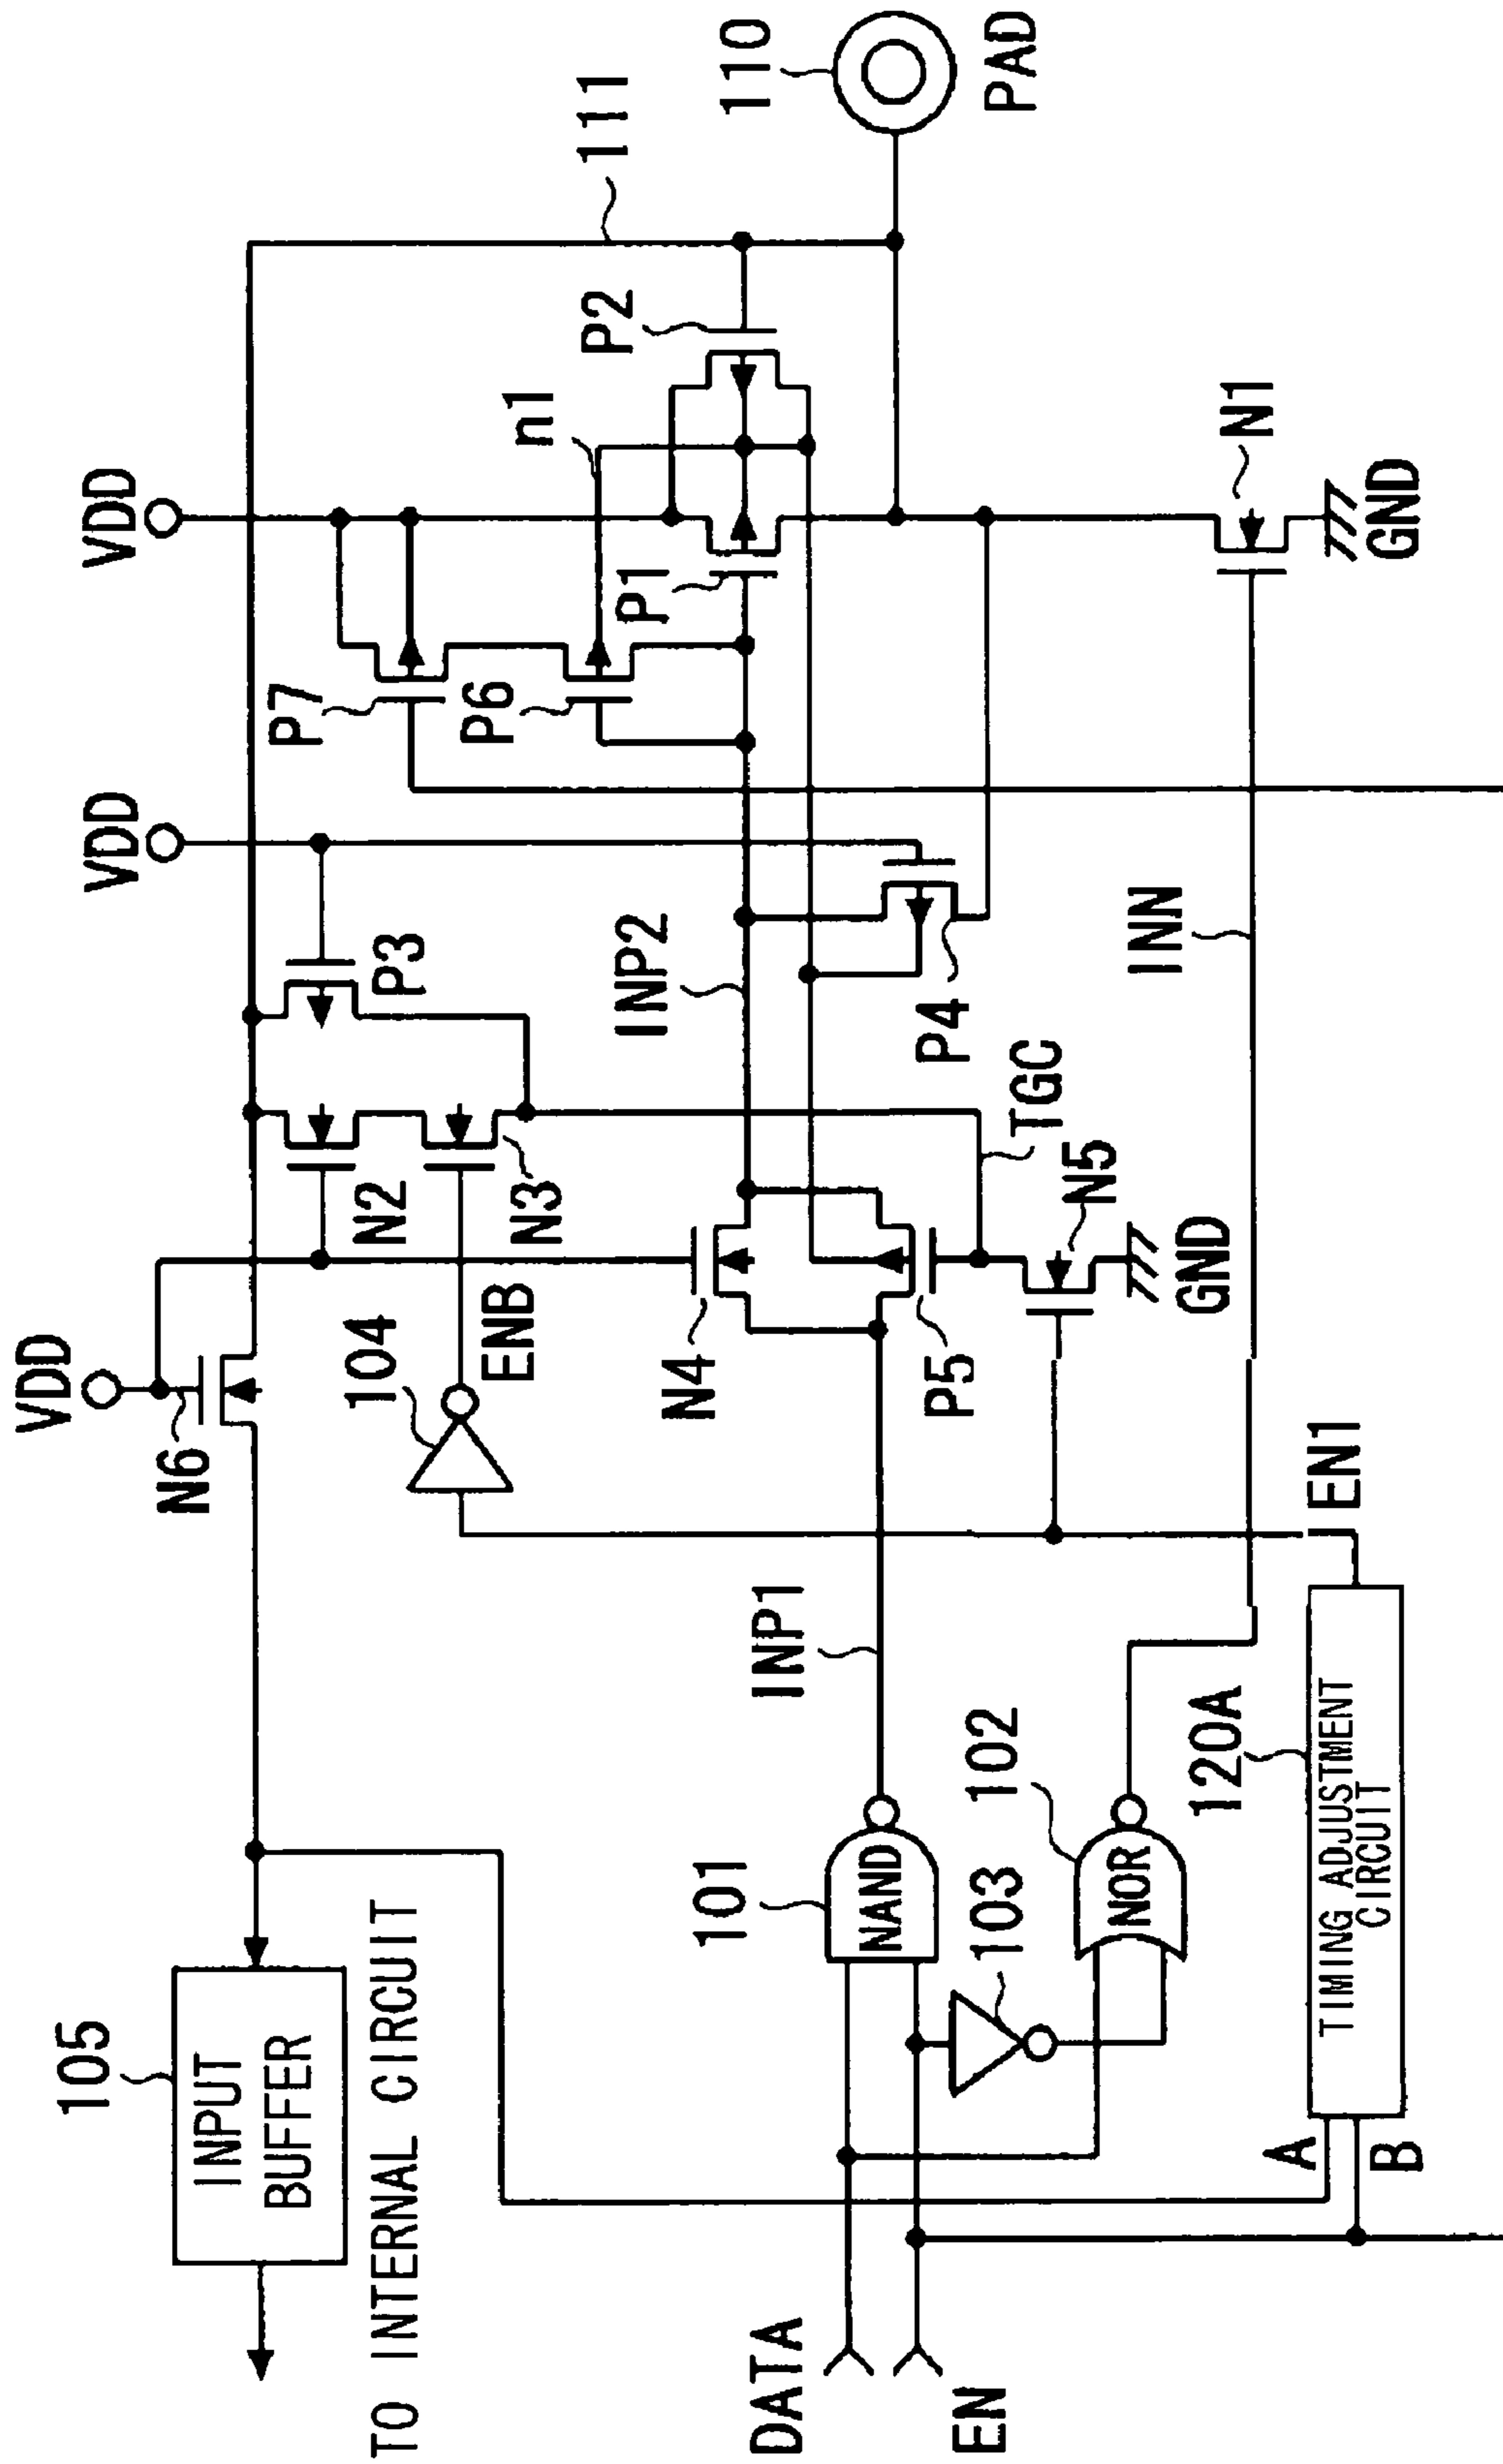 VDD
105
VDD
VDD
N6
INPUT
BUFFER
P7
104
N2
P3
TO INTERNAL CIRCUIT
P6
ENB
N3
n1
111
P2
P1
INP2
N4
101
110
INP1
DATA
NAND
P4
P5
EN
102
103
PAD
TGC
N5
NOR
INN
GND
120A
N1
A
EN1
TIMING ADJUSTMENT
CIRCUIT
GND
B